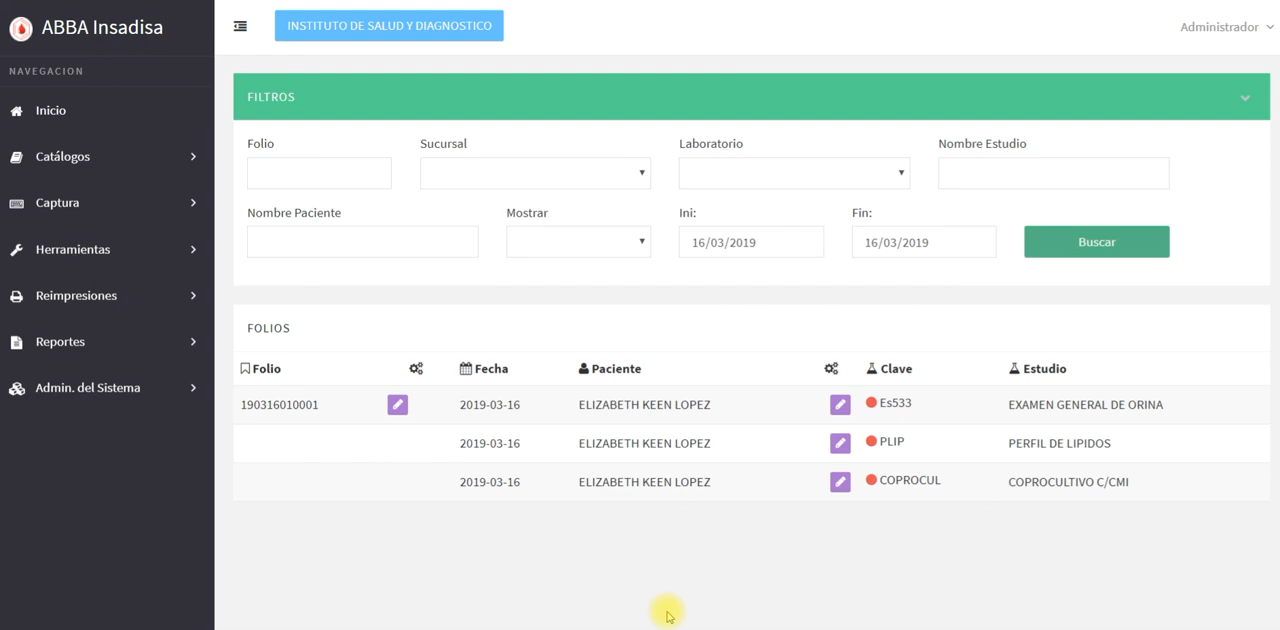 ABBA Insadisa
INSTITUTO DE SALUD Y DIAGNOSTICO
Administrador
NAVEGACION
Inicio
Catálogos
Captura
Herramientas
Reimpresiones
Reportes
Admin. del Sistema
FILTROS
Folio Sucursal Laboratorio Nombre Estudio
Nombre Paciente Mostrar Ini: Fin:
16/03/2019 16/03/2019 Buscar
FOLIOS
Folio Fecha Paciente Clave Estudio
190316010001 2019-03-16 ELIZABETH KEEN LOPEZ Es533 EXAMEN GENERAL DE ORINA
2019-03-16 ELIZABETH KEEN LOPEZ PLIP PERFIL DE LIPIDOS
2019-03-16 ELIZABETH KEEN LOPEZ COPROCUL COPROCULTIVO C/CMI